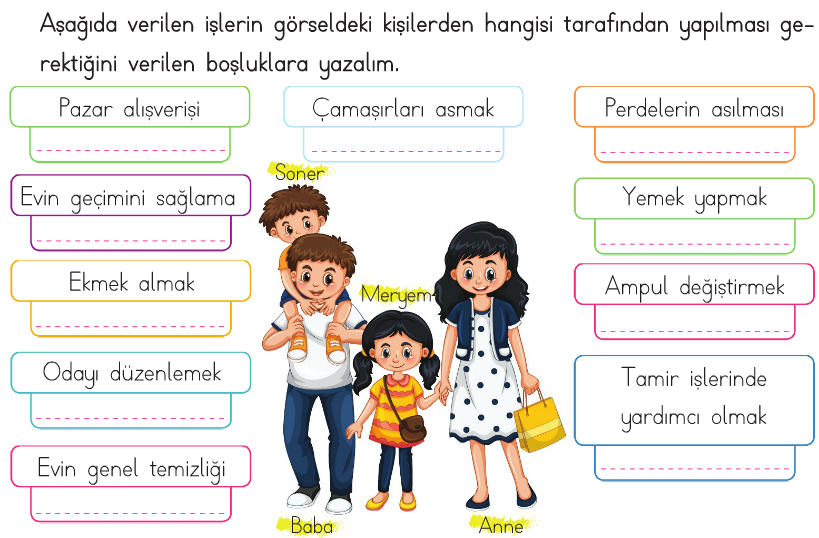 Aşağıda verilen işlerin görseldeki kişilerden hangisi tarafından yapılması ge-
rektiğini verilen boşluklara yazalım.
Pazar alışverişi
Çamaşırları asmak
Perdelerin asılması
Soner
Evin geçimini sağlama
Yemek yapmak
Ekmek almak
Meryem
Ampul değiştirmek
Odayı düzenlemek
Tamir işlerinde
yardımcı olmak
Evin genel temizliği
Baba
Anne